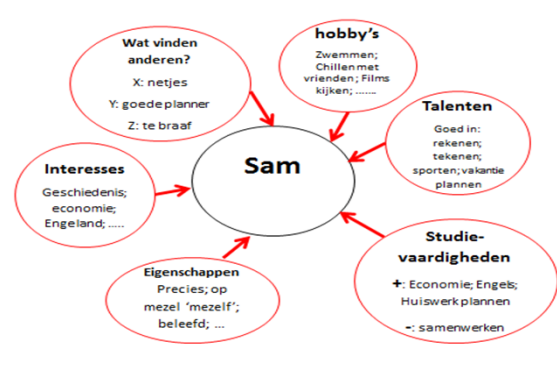 Wat vinden
anderen?
X: netjes
Y: goede planner
Z: te braaf
hobby's
Zwemmen;
Chillen met
vrienden; Films
kijken; .......
Talenten
Goed in:
rekenen;
tekenen;
sporten; vakantie
plannen
Sam
Interesses
Geschiedenis;
economie;
Engeland; .....
Studie-
vaardigheden
+: Economie; Engels;
Huiswerk plannen
-: samenwerken
Eigenschappen
Precies; op
mezel 'mezelf';
beleefd; ...